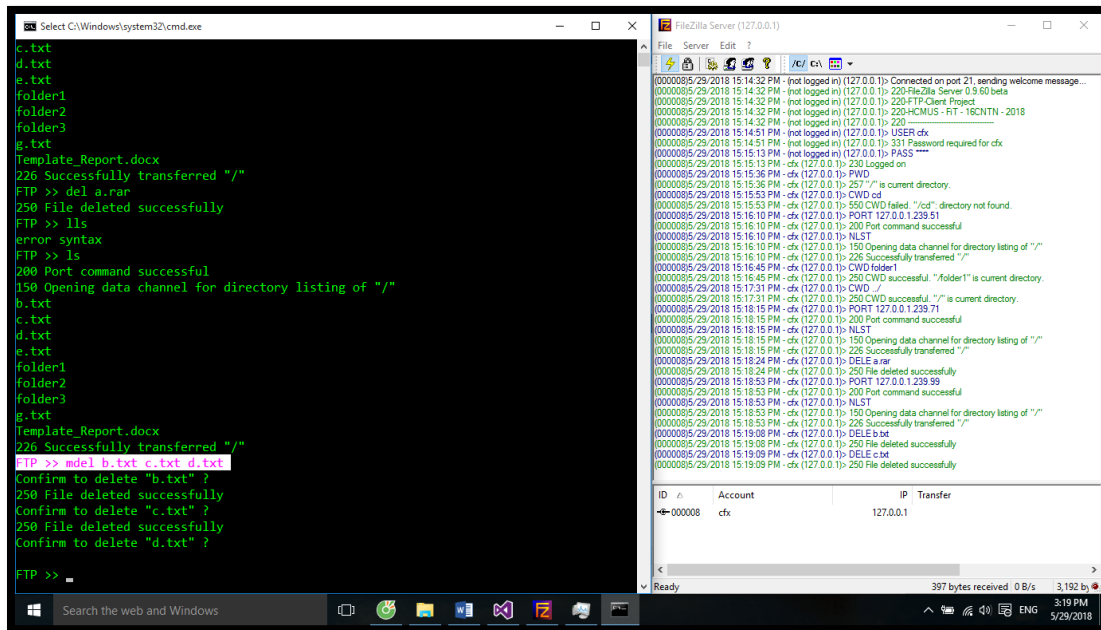 Select C:\Windows\system32\cmd.exe
c.txt
d.txt
e.txt
folder1
folder2
folder3
g.txt
Template_Report.docx
226 Successfully transferred "/"
FTP >> del a.rar
250 File deleted successfully
FTP >> lls
error syntax
FTP >> ls
200 Port command successful
150 Opening data channel for directory listing of "/"
b.txt
c.txt
d.txt
e.txt
folder1
folder2
folder3
g.txt
Template_Report.docx
226 Successfully transferred "/"
FTP >> mdel b.txt c.txt d.txt
Confirm to delete "b.txt" ?
250 File deleted successfully
Confirm to delete "c.txt" ?
250 File deleted successfully
Confirm to delete "d.txt" ?
FTP >>
FileZilla Server (127.0.0.1)
File Server Edit ?
/C/ C:\
(000008)5/29/2018 15:14:32 PM - (not logged in) (127.0.0.1)> Connected on port 21, sending welcome message...
(000008)5/29/2018 15:14:32 PM - (not logged in) (127.0.0.1)> 220-FileZilla Server 0.9.60 beta
(000008)5/29/2018 15:14:32 PM - (not logged in) (127.0.0.1)> 220-FTP-Client Project
(000008)5/29/2018 15:14:32 PM - (not logged in) (127.0.0.1)> 220-HCMUS - FIT - 16CNTN - 2018
(000008)5/29/2018 15:14:32 PM - (not logged in) (127.0.0.1)> 220 ------------------------------
(000008)5/29/2018 15:14:51 PM - (not logged in) (127.0.0.1)> USER cfx
(000008)5/29/2018 15:14:51 PM - (not logged in) (127.0.0.1)> 331 Password required for cfx
(000008)5/29/2018 15:15:13 PM - (not logged in) (127.0.0.1)> PASS ****
(000008)5/29/2018 15:15:13 PM - cfx (127.0.0.1)> 230 Logged on
(000008)5/29/2018 15:15:36 PM - cfx (127.0.0.1)> PWD
(000008)5/29/2018 15:15:36 PM - cfx (127.0.0.1)> 257 "/" is current directory.
(000008)5/29/2018 15:15:53 PM - cfx (127.0.0.1)> CWD cd
(000008)5/29/2018 15:15:53 PM - cfx (127.0.0.1)> 550 CWD failed. "/cd": directory not found.
(000008)5/29/2018 15:16:10 PM - cfx (127.0.0.1)> PORT 127.0.0.1.239.51
(000008)5/29/2018 15:16:10 PM - cfx (127.0.0.1)> 200 Port command successful
(000008)5/29/2018 15:16:10 PM - cfx (127.0.0.1)> NLST
(000008)5/29/2018 15:16:10 PM - cfx (127.0.0.1)> 150 Opening data channel for directory listing of "/"
(000008)5/29/2018 15:16:10 PM - cfx (127.0.0.1)> 226 Successfully transferred "/"
(000008)5/29/2018 15:16:45 PM - cfx (127.0.0.1)> CWD folder1
(000008)5/29/2018 15:16:45 PM - cfx (127.0.0.1)> 250 CWD successful. "/folder1" is current directory.
(000008)5/29/2018 15:17:31 PM - cfx (127.0.0.1)> CWD ../
(000008)5/29/2018 15:17:31 PM - cfx (127.0.0.1)> 250 CWD successful. "/" is current directory.
(000008)5/29/2018 15:18:15 PM - cfx (127.0.0.1)> PORT 127.0.0.1.239.71
(000008)5/29/2018 15:18:15 PM - cfx (127.0.0.1)> 200 Port command successful
(000008)5/29/2018 15:18:15 PM - cfx (127.0.0.1)> NLST
(000008)5/29/2018 15:18:15 PM - cfx (127.0.0.1)> 150 Opening data channel for directory listing of "/"
(000008)5/29/2018 15:18:15 PM - cfx (127.0.0.1)> 226 Successfully transferred "/"
(000008)5/29/2018 15:18:24 PM - cfx (127.0.0.1)> DELE a.rar
(000008)5/29/2018 15:18:24 PM - cfx (127.0.0.1)> 250 File deleted successfully
(000008)5/29/2018 15:18:53 PM - cfx (127.0.0.1)> PORT 127.0.0.1.239.99
(000008)5/29/2018 15:18:53 PM - cfx (127.0.0.1)> 200 Port command successful
(000008)5/29/2018 15:18:53 PM - cfx (127.0.0.1)> NLST
(000008)5/29/2018 15:18:53 PM - cfx (127.0.0.1)> 150 Opening data channel for directory listing of "/"
(000008)5/29/2018 15:18:53 PM - cfx (127.0.0.1)> 226 Successfully transferred "/"
(000008)5/29/2018 15:19:08 PM - cfx (127.0.0.1)> DELE b.txt
(000008)5/29/2018 15:19:08 PM - cfx (127.0.0.1)> 250 File deleted successfully
(000008)5/29/2018 15:19:09 PM - cfx (127.0.0.1)> DELE c.txt
(000008)5/29/2018 15:19:09 PM - cfx (127.0.0.1)> 250 File deleted successfully
ID Account IP Transfer
000008 cfx 127.0.0.1
Ready 397 bytes received 0 B/s 3,192 by
Search the web and Windows
ENG
3:19 PM
5/29/2018